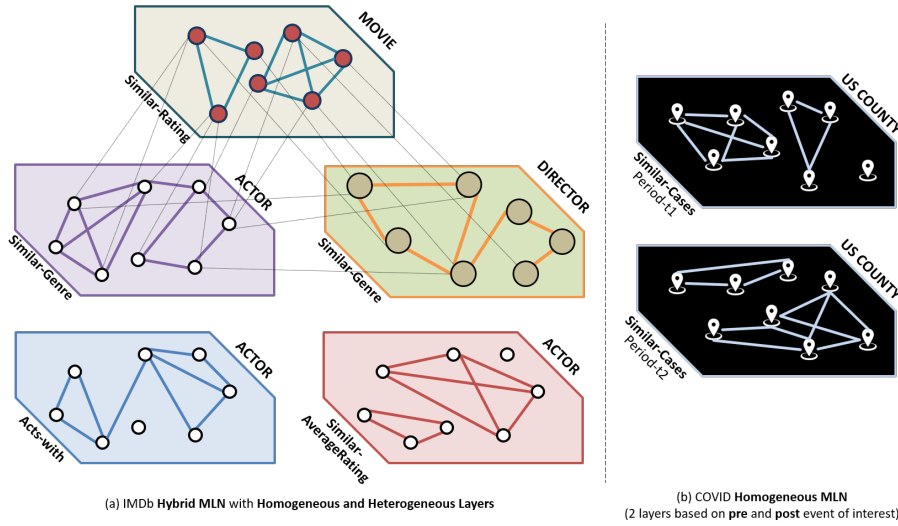 MOVIE
Similar-Rating
ACTOR
Similar-Genre
DIRECTOR
Similar-Genre
ACTOR
Acts-with
ACTOR
Similar-
AverageRating
(a) IMDb Hybrid MLN with Homogeneous and Heterogeneous Layers
US COUNTY
Similar-Cases
Period-t1
US COUNTY
Similar-Cases
Period-t2
(b) COVID Homogeneous MLN
(2 layers based on pre and post event of interest)